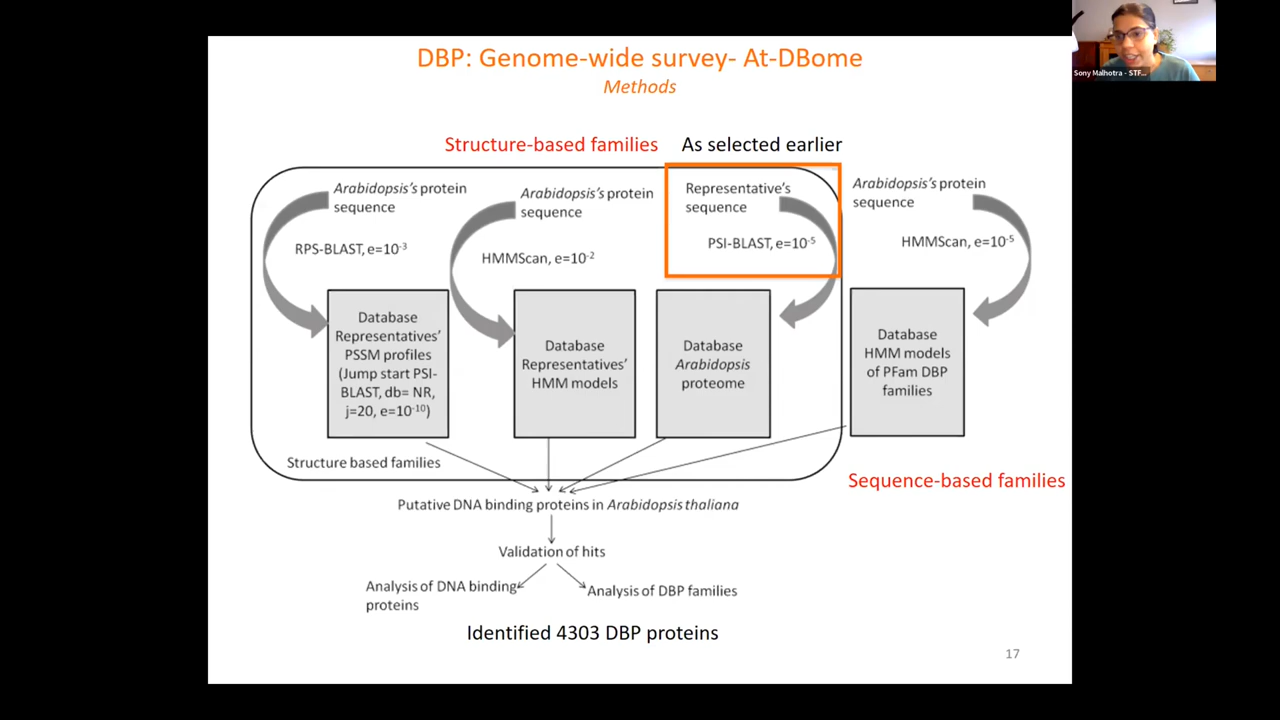 DBP: Genome-wide survey- At-DBome
Methods
Structure-based families
As selected earlier
Arabidopsis's protein
sequence
RPS-BLAST, e=10⁻³
Arabidopsis's protein
sequence
HMMScan, e=10⁻²
Representative's
sequence
PSI-BLAST, e=10⁻⁵
Arabidopsis's protein
sequence
HMMScan, e=10⁻⁵
Database
Representatives'
PSSM profiles
(Jump start PSI-
BLAST, db= NR,
j=20, e=10⁻¹⁰)
Database
Representatives'
HMM models
Database
Arabidopsis
proteome
Database
HMM models
of PFam DBP
families
Structure based families
Sequence-based families
Putative DNA binding proteins in Arabidopsis thaliana
Validation of hits
Analysis of DNA binding
proteins
Analysis of DBP families
Identified 4303 DBP proteins
17
Sony Malhotra - STF...